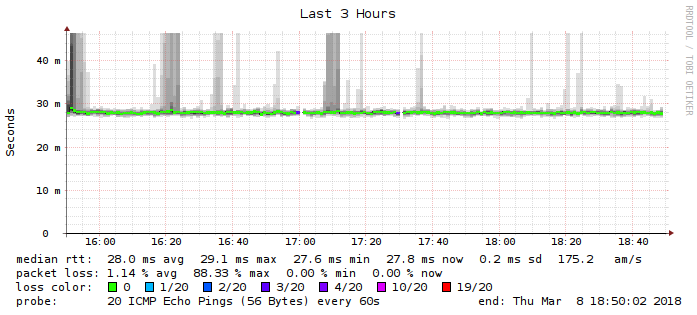 Last 3 Hours
RRDTOOL / TOBI OETIKER
Seconds
40 m
30 m
20 m
10 m
0
16:00 16:20 16:40 17:00 17:20 17:40 18:00 18:20 18:40
median rtt: 28.0 ms avg 29.1 ms max 27.6 ms min 27.8 ms now 0.2 ms sd 175.2 am/s
packet loss: 1.14 % avg 88.33 % max 0.00 % min 0.00 % now
loss color: 0 1/20 2/20 3/20 4/20 10/20 19/20
probe: 20 ICMP Echo Pings (56 Bytes) every 60s end: Thu Mar 8 18:50:02 2018